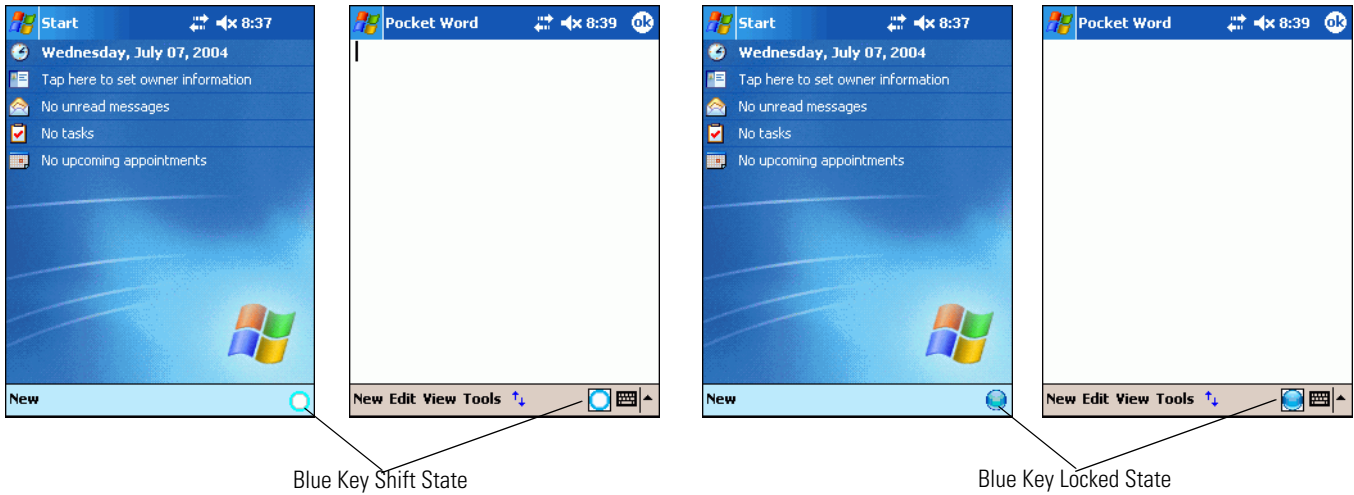 Start 8:37
Wednesday, July 07, 2004
Tap here to set owner information
No unread messages
No tasks
No upcoming appointments
New
Pocket Word 8:39 ok
New Edit View Tools
Blue Key Shift State
Start 8:37
Wednesday, July 07, 2004
Tap here to set owner information
No unread messages
No tasks
No upcoming appointments
New
Pocket Word 8:39 ok
New Edit View Tools
Blue Key Locked State